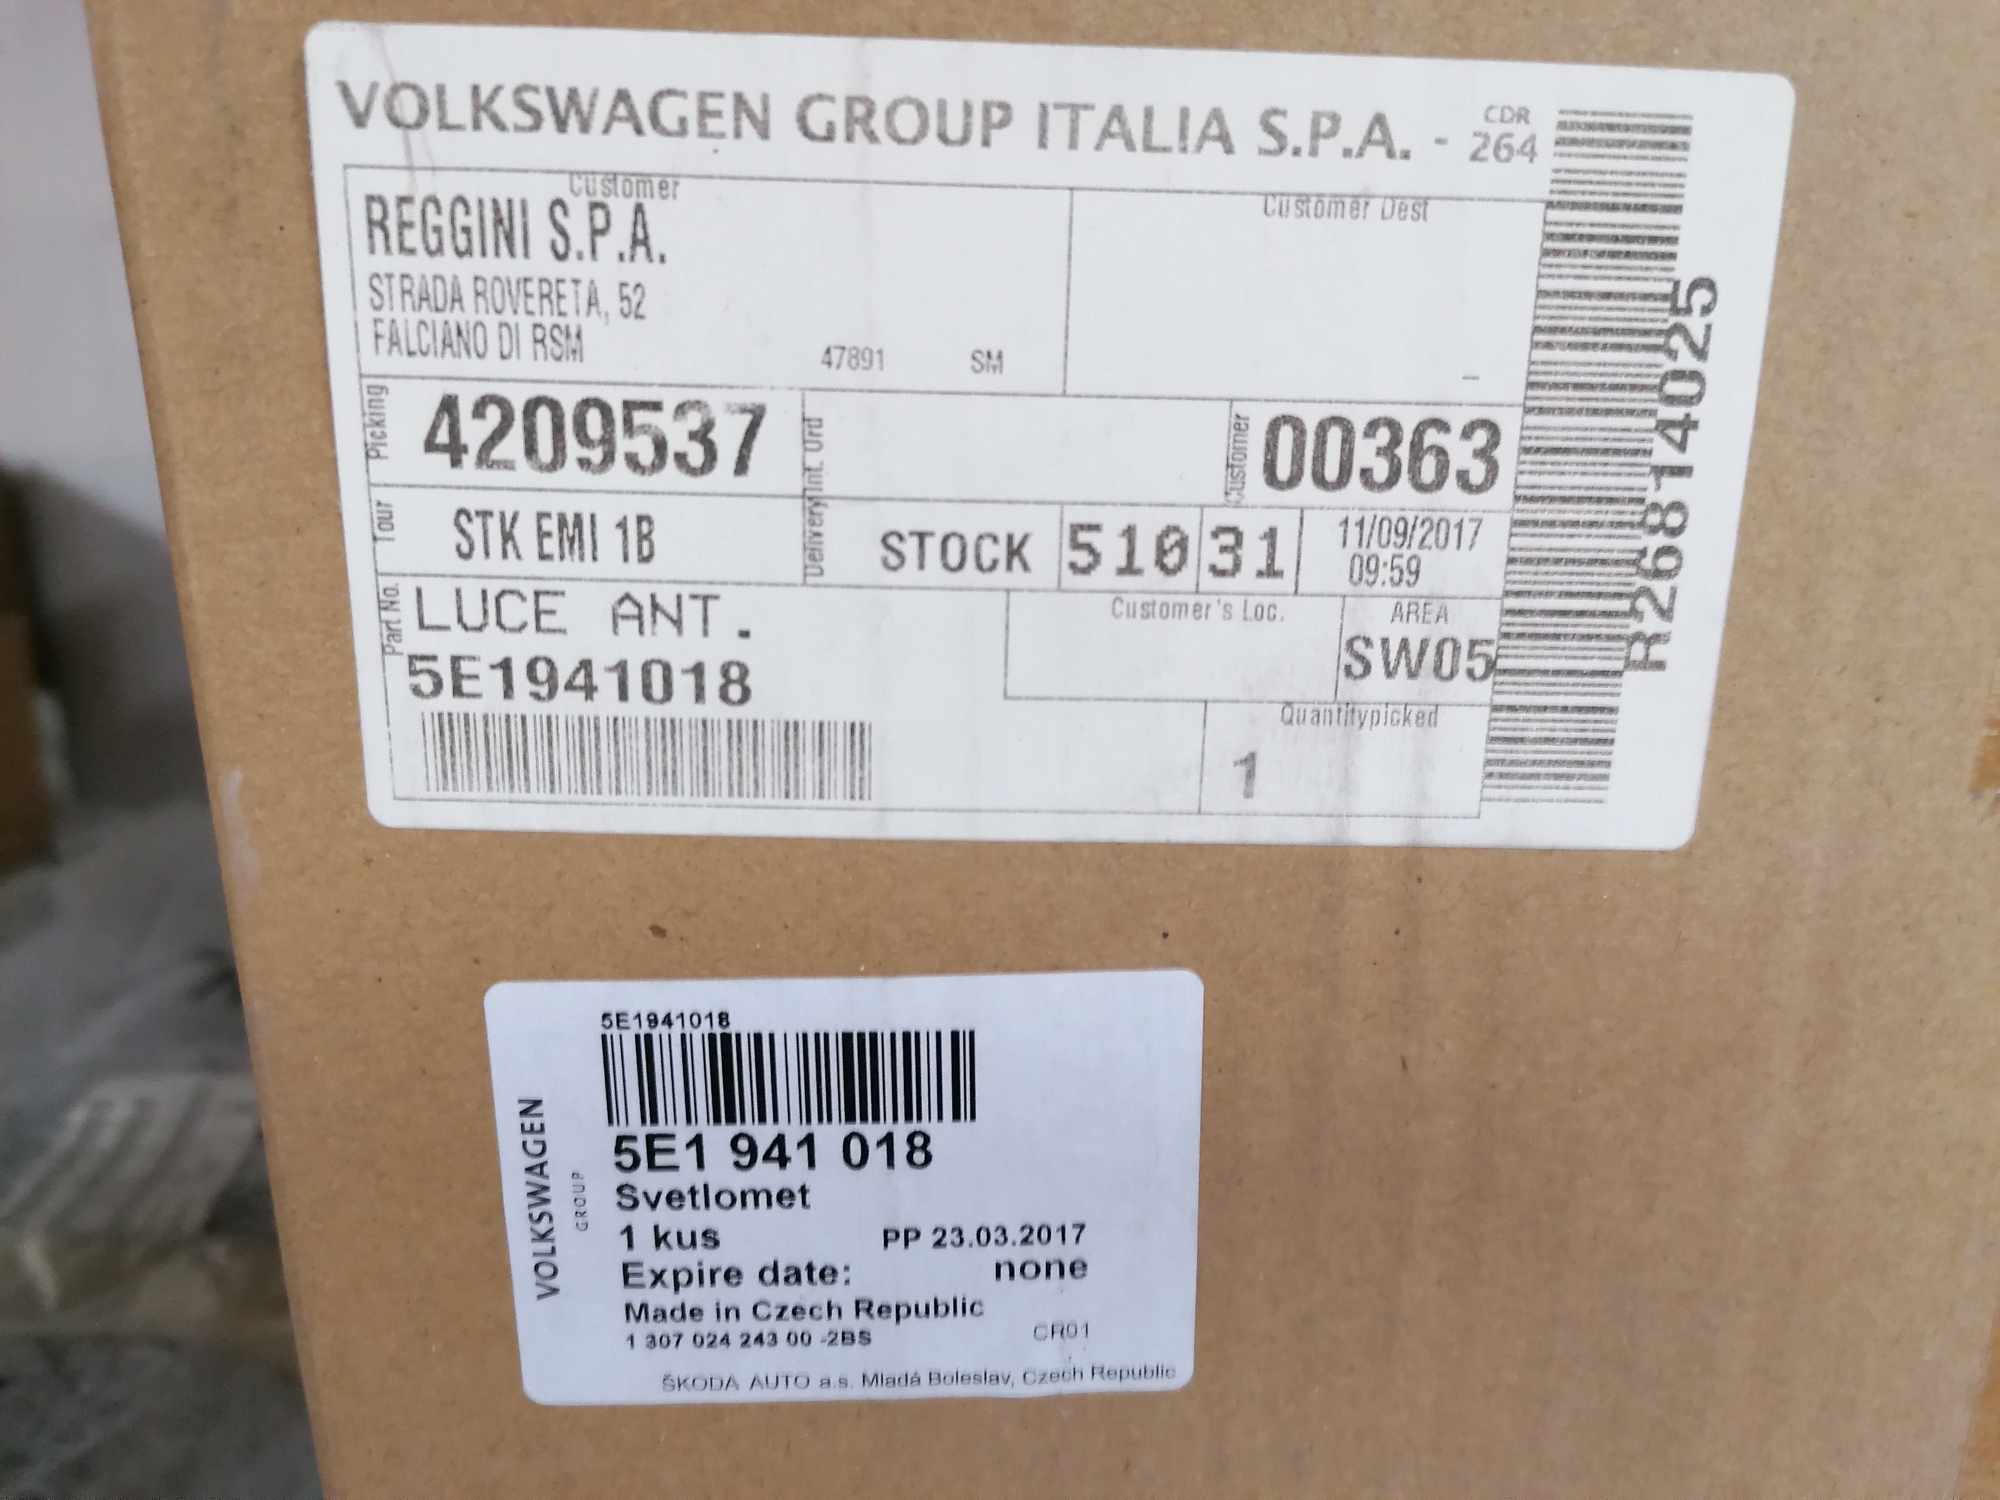 VOLKSWAGEN GROUP ITALIA S.P.A. - CDR 264
Customer
REGGINI S.P.A.
STRADA ROVERETA, 52
FALCIANO DI RSM 47891 SM
Customer Dest
-
Picking
4209537
Int. Ord
Customer
00363
Tour
STK EMI 1B
Delivery
STOCK 510 31 11/09/2017
09:59
Part No.
LUCE ANT.
5E1941018
Customer's Loc.
AREA
SW05
Quantitypicked
1
R26814025
5E1941018
5E1 941 018
Svetlomet
1 kus PP 23.03.2017
Expire date: none
Made in Czech Republic
1 307 024 243 00 -2BS CR01
ŠKODA AUTO a.s. Mladá Boleslav, Czech Republic
VOLKSWAGEN
GROUP